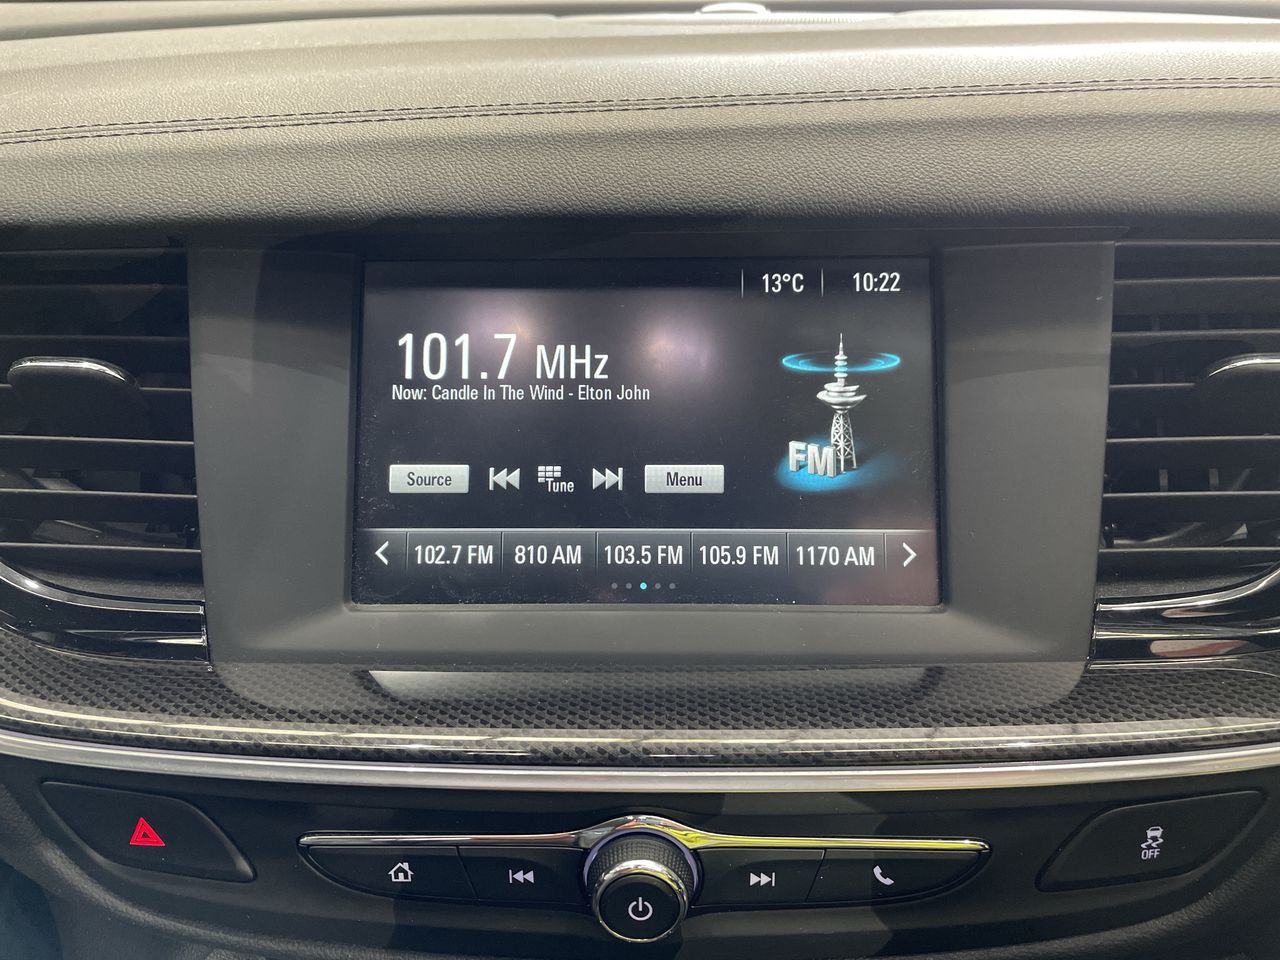 13°C 10:22
101.7 MHz
Now: Candle In The Wind - Elton John
FM
Source Tune Menu
102.7 FM 810 AM 103.5 FM 105.9 FM 1170 AM
OFF